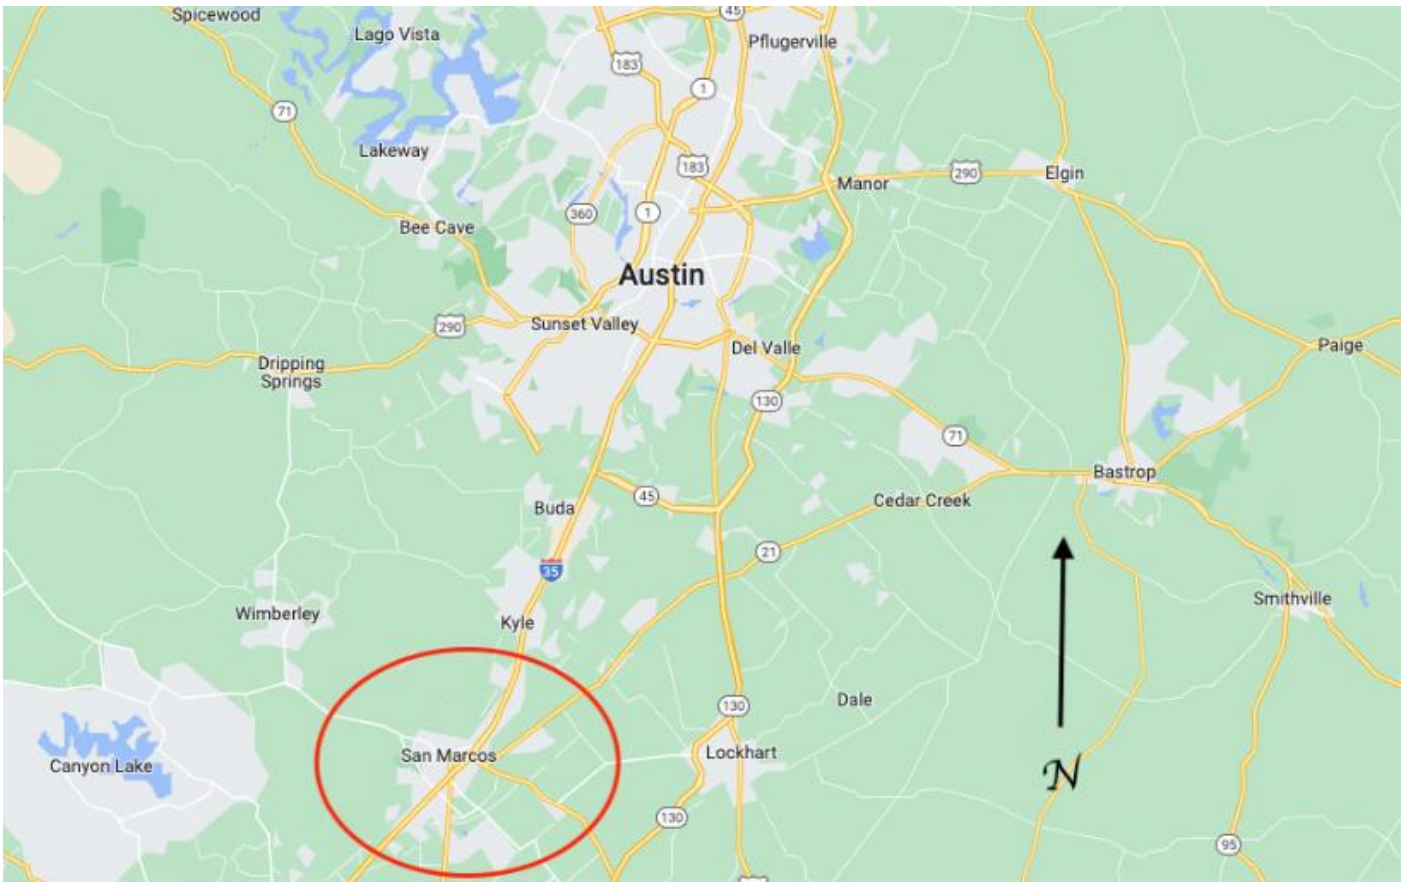 Spicewood
45
Lago Vista
Pflugerville
183
1
71
Lakeway
183
290
Elgin
Manor
360
1
Bee Cave
Austin
290
Sunset Valley
Del Valle
Paige
Dripping
Springs
130
71
Bastrop
45
Cedar Creek
Buda
21
35
Smithville
Wimberley
Kyle
130
Dale
San Marcos
Lockhart
Canyon Lake
N
130
95